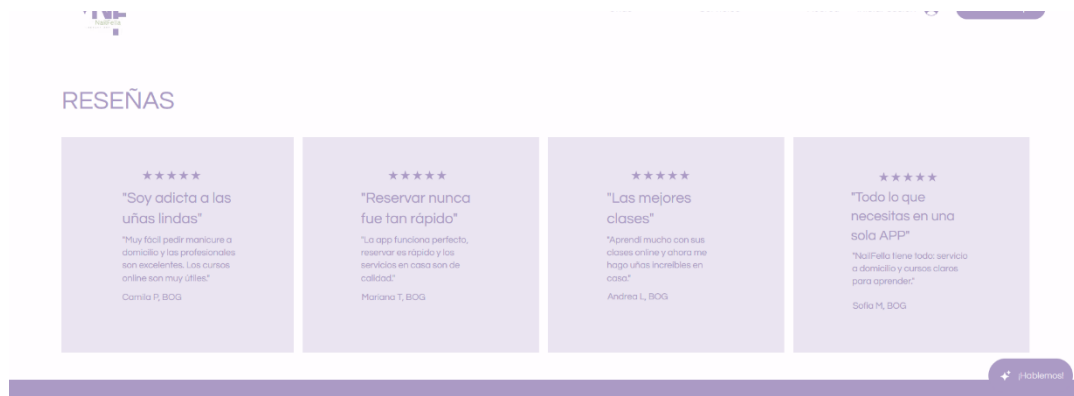 NailFella
RESEÑAS
★★★★★
"Soy adicta a las
uñas lindas"
"Muy fácil pedir manicure a
domicilio y las profesionales
son excelentes. Los cursos
online son muy útiles."
Camila P, BOG
★★★★★
"Reservar nunca
fue tan rápido"
"La app funciona perfecto,
reservar es rápido y los
servicios en casa son de
calidad."
Mariana T, BOG
★★★★★
"Las mejores
clases"
"Aprendí mucho con sus
clases online y ahora me
hago uñas increíbles en
casa."
Andrea L, BOG
★★★★★
"Todo lo que
necesitas en una
sola APP"
"NailFella tiene todo: servicio
a domicilio y cursos claros
para aprender."
Sofia M, BOG
¡Hablemos!